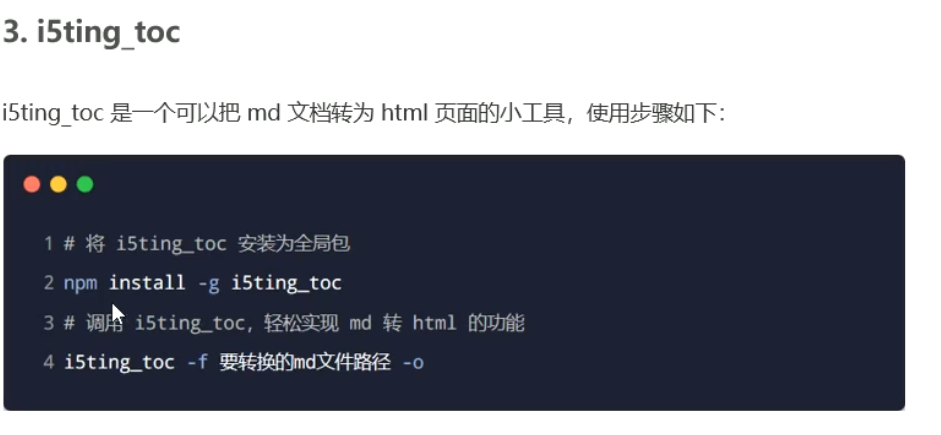 3. i5ting_toc
i5ting_toc 是一个可以把 md 文档转为 html 页面的小工具，使用步骤如下：
1 # 将 i5ting_toc 安装为全局包
2 npm install -g i5ting_toc
3 # 调用 i5ting_toc，轻松实现 md 转 html 的功能
4 i5ting_toc -f 要转换的md文件路径 -o